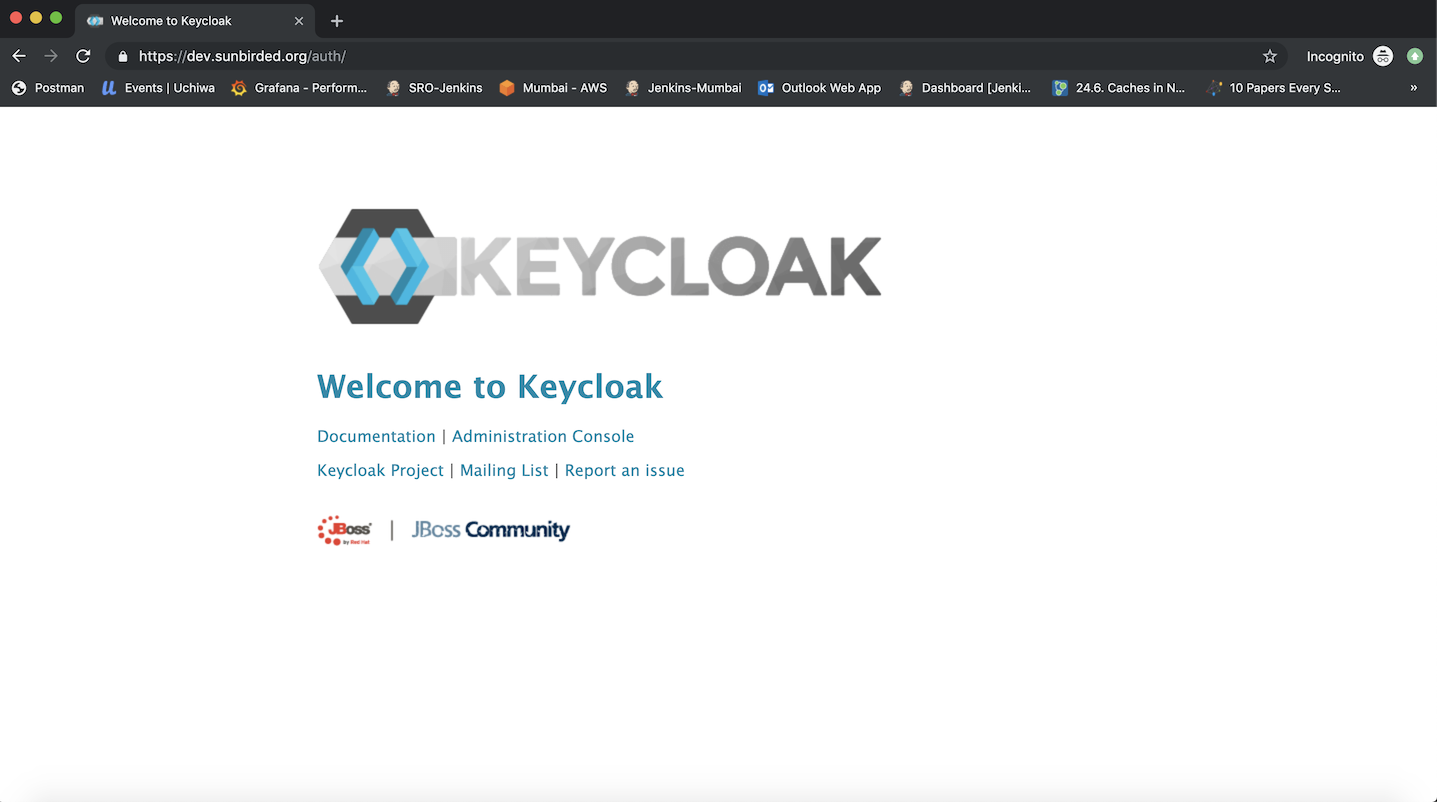 Welcome to Keycloak
https://dev.sunbirded.org/auth/
Incognito
Postman
Events | Uchiwa
Grafana - Perform...
SRO-Jenkins
Mumbai - AWS
Jenkins-Mumbai
Outlook Web App
Dashboard [Jenki...
24.6. Caches in N...
10 Papers Every S...
»
KEYCLOAK
Welcome to Keycloak
Documentation | Administration Console
Keycloak Project | Mailing List | Report an issue
JBoss by Red Hat | JBoss Community